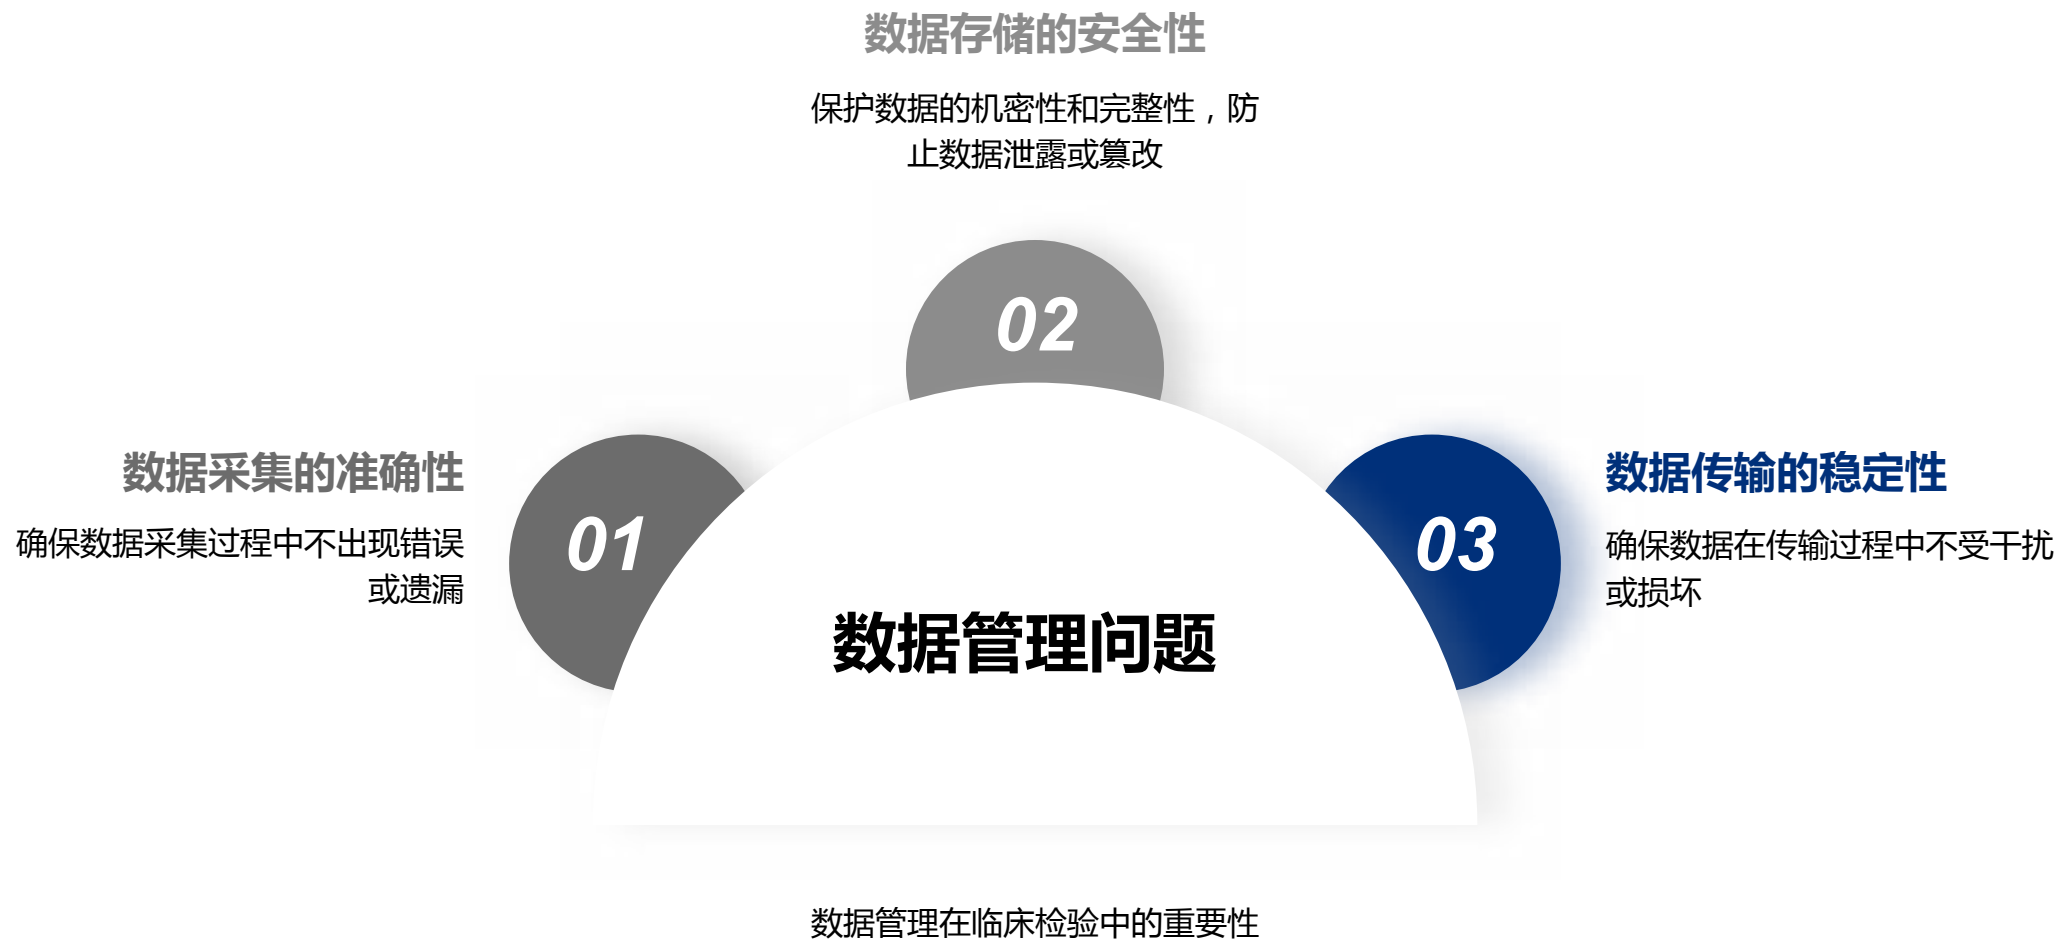 数据存储的安全性
保护数据的机密性和完整性，防
止数据泄露或篡改
02
数据采集的准确性
确保数据采集过程中不出现错误
或遗漏
01
03
数据传输的稳定性
确保数据在传输过程中不受干扰
或损坏
数据管理问题
数据管理在临床检验中的重要性